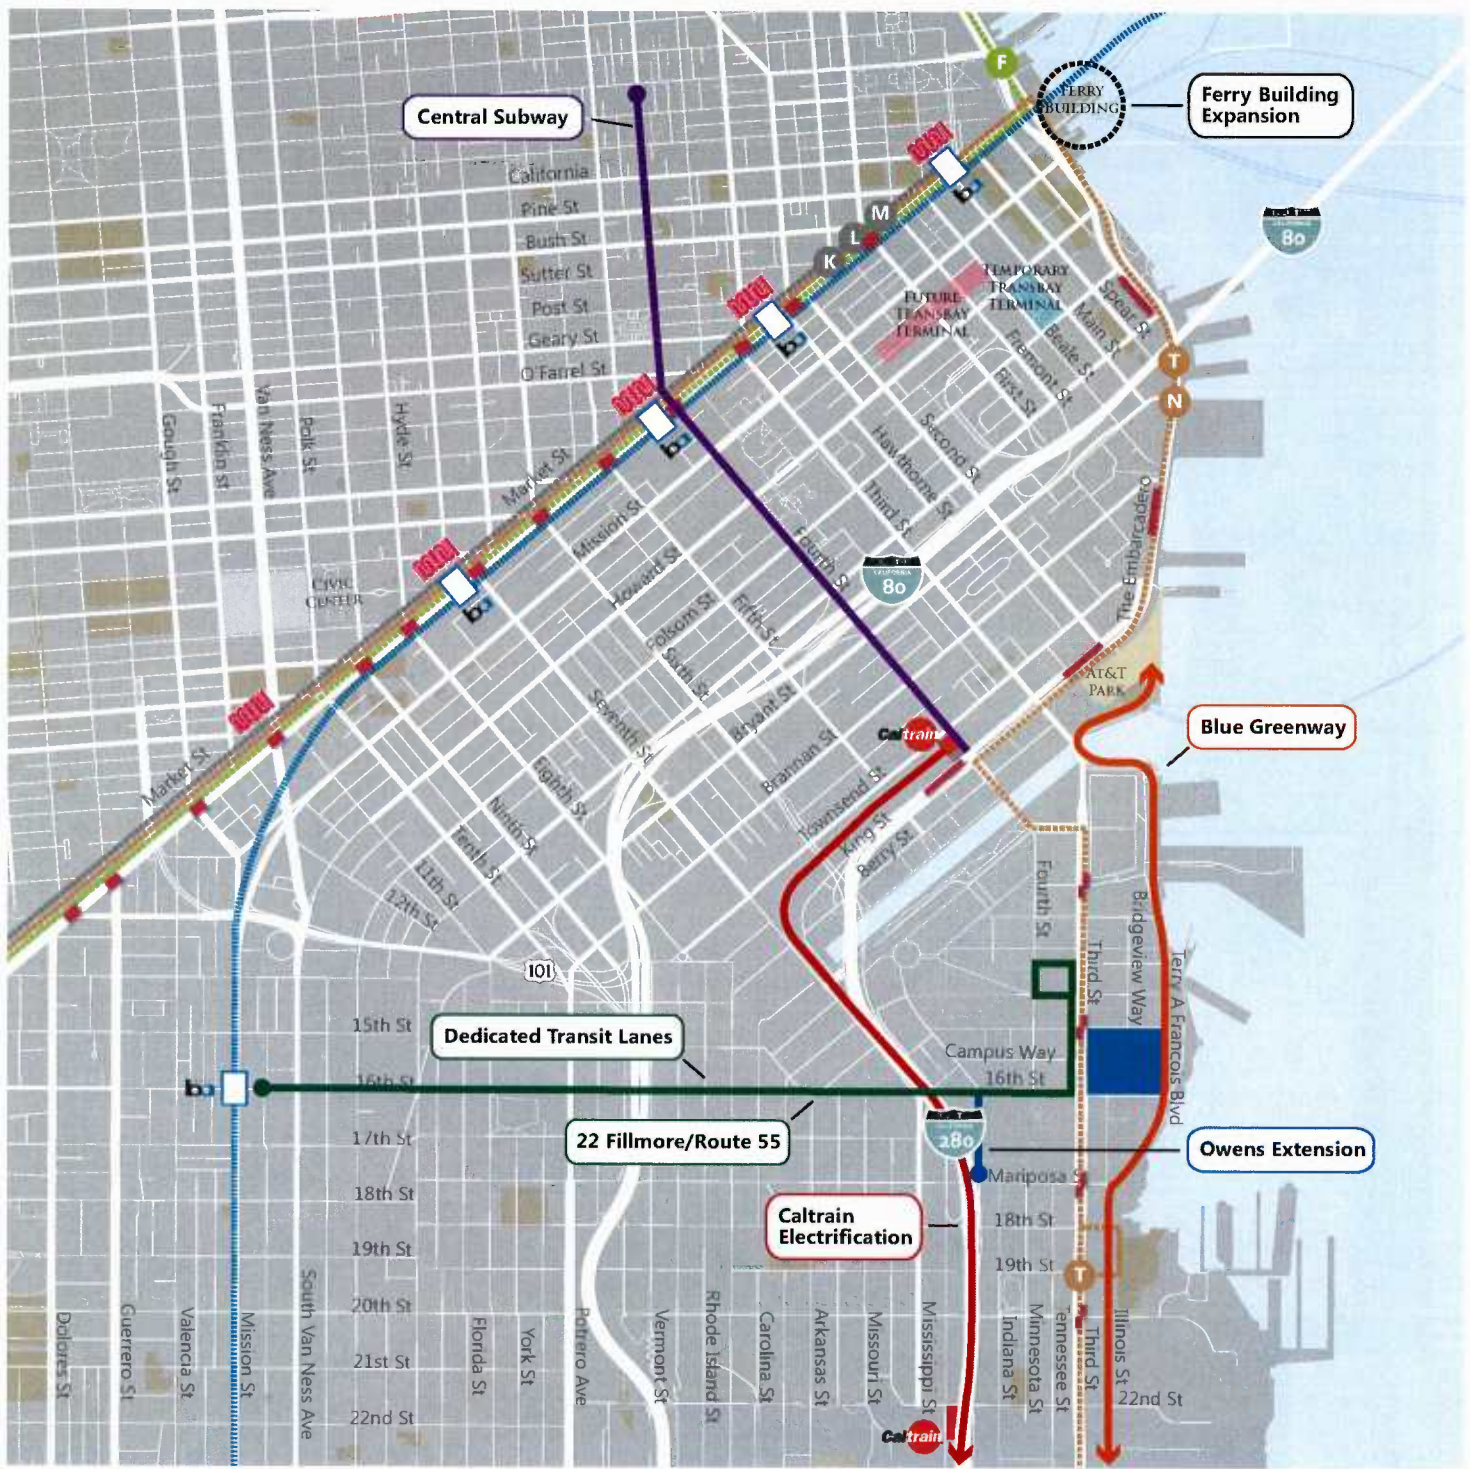 F
FERRY
BUILDING
Ferry Building
Expansion
Central Subway
California
Pine St
Bush St
Sutter St
Post St
Geary St
O'Farrel St
M
L
K
TEMPORARY
TRANSBAY
TERMINAL
FUTURE
TRANSBAY
TERMINAL
CALIFORNIA
80
Spear St
Main St
Beale St
Fremont St
First St
T
N
Gough St
Franklin st
Van Ness Ave
Polk St
Hyde St
Market St
Mission St
Howard St
Folsom St
Second St
Hawthorne St
Third St
Fourth St
Fifth St
Sixth St
Seventh St
Eighth St
Ninth St
Tenth St
11th St
12th St
Bryant St
Brannan St
Townsend St
King St
Berry St
The Embarcadero
CALIFORNIA
80
CIVIC
CENTER
AT&T
PARK
Caltrain
Blue Greenway
Market St
101
Fourth St
Third St
Bridgeview Way
Terry A Francois Blvd
15th St
Dedicated Transit Lanes
Campus Way
16th St
16th St
ba
17th St
22 Fillmore/Route 55
CALIFORNIA
280
Owens Extension
Mariposa S
18th St
Caltrain
Electrification
18th St
19th St
19th St
T
20th St
21st St
22nd St
22nd St
Dolores St
Guerrero St
Valencia St
Mission St
South Van Ness Ave
Florida St
York St
Potrero Ave
Vermont St
Rhode Island St
Carolina St
Arkansas St
Missouri St
Mississippi St
Indiana St
Minnesota St
Tennessee St
Third St
Illinois St
Caltrain